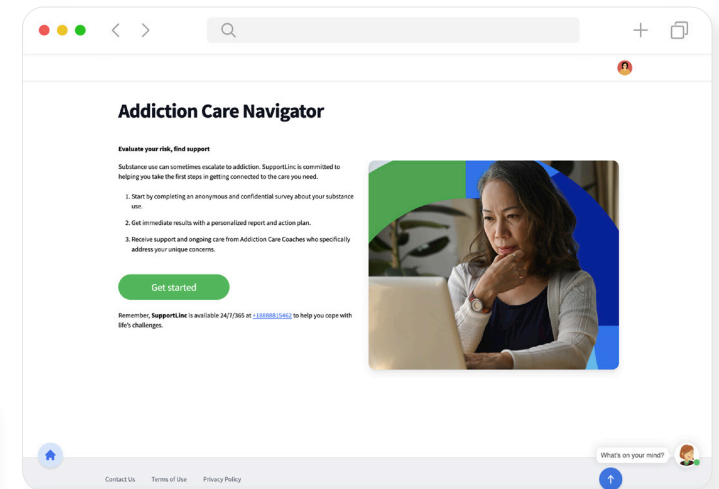 Addiction Care Navigator
Evaluate your risk, find support
Substance use can sometimes escalate to addiction. SupportLinc is committed to
helping you take the first steps in getting connected to the care you need.
1. Start by completing an anonymous and confidential survey about your substance
use.
2. Get immediate results with a personalized report and action plan.
3. Receive support and ongoing care from Addiction Care Coaches who specifically
address your unique concerns.
Get started
Remember, SupportLinc is available 24/7/365 at +18888815462 to help you cope with
life's challenges.
What's on your mind?
Contact Us Terms of Use Privacy Policy